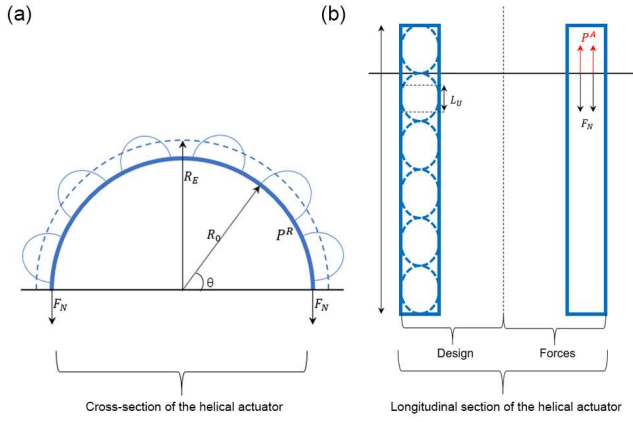 (a)
R_E
R_0
P^R
θ
F_N
F_N
Cross-section of the helical actuator
(b)
P^A
L_U
F_N
Design
Forces
Longitudinal section of the helical actuator